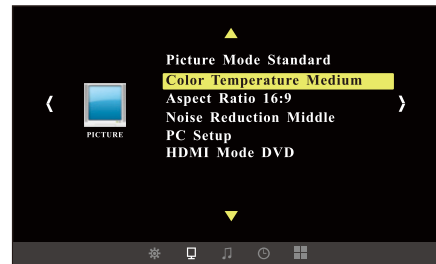 Picture Mode Standard
Color Temperature Medium
Aspect Ratio 16:9
Noise Reduction Middle
PC Setup
HDMI Mode DVD
PICTURE